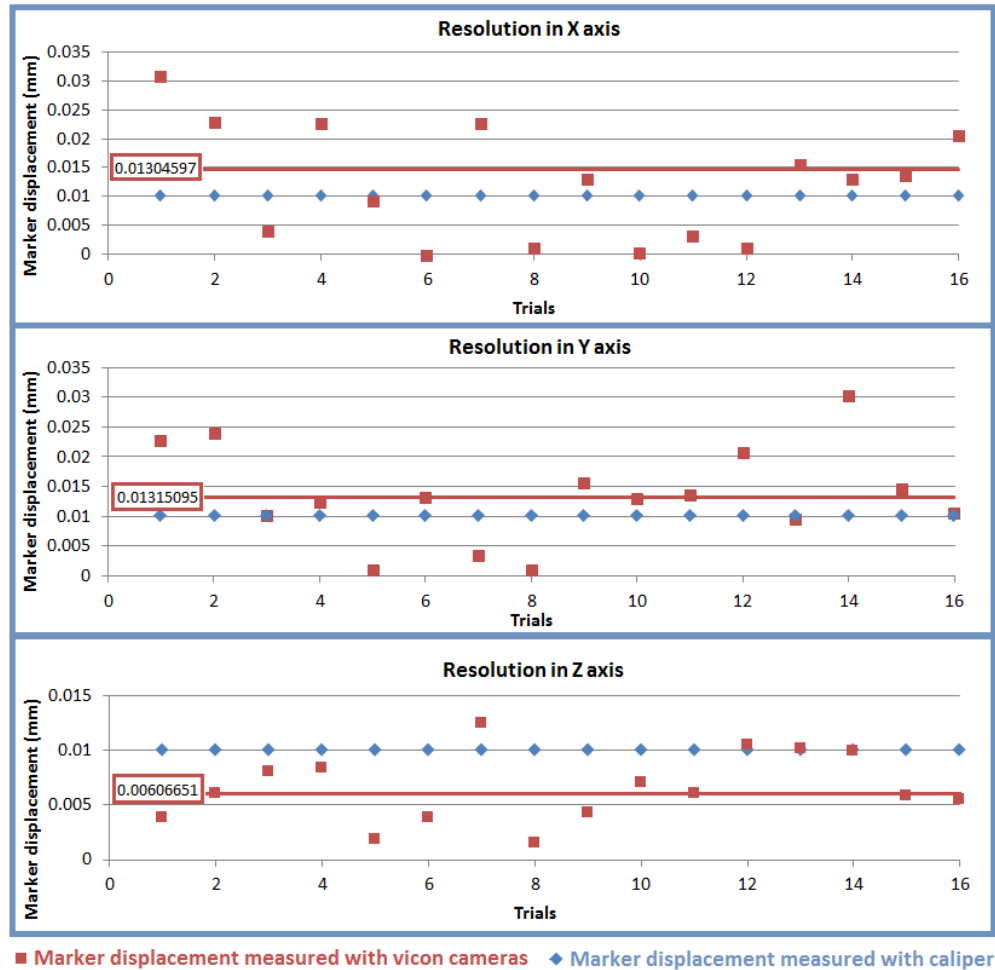 Resolution in X axis
Marker displacement (mm)
0.035
0.03
0.025
0.02
0.015
0.01
0.005
0
0.01304597
0 2 4 6 8 10 12 14 16
Trials
Resolution in Y axis
Marker displacement (mm)
0.035
0.03
0.025
0.02
0.015
0.01
0.005
0
0.01315095
0 2 4 6 8 10 12 14 16
Trials
Resolution in Z axis
Marker displacement (mm)
0.015
0.01
0.005
0
0.00606651
0 2 4 6 8 10 12 14 16
Trials
Marker displacement measured with vicon cameras Marker displacement measured with caliper